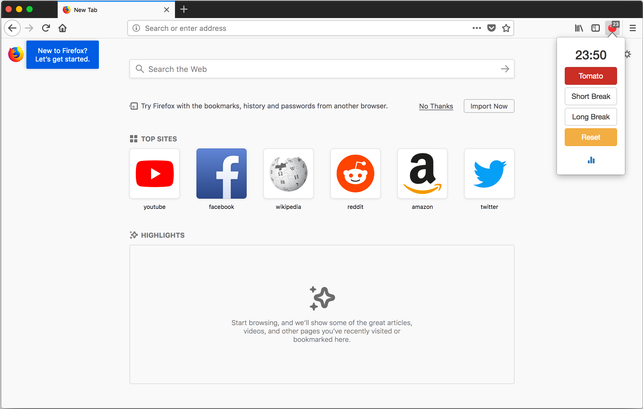 New Tab
Search or enter address
23
New to Firefox?
Let's get started.
23:50
Tomato
Short Break
Long Break
Reset
Search the Web
Try Firefox with the bookmarks, history and passwords from another browser.
No Thanks
Import Now
TOP SITES
youtube
facebook
wikipedia
reddit
amazon
twitter
HIGHLIGHTS
Start browsing, and we'll show some of the great articles,
videos, and other pages you've recently visited or
bookmarked here.